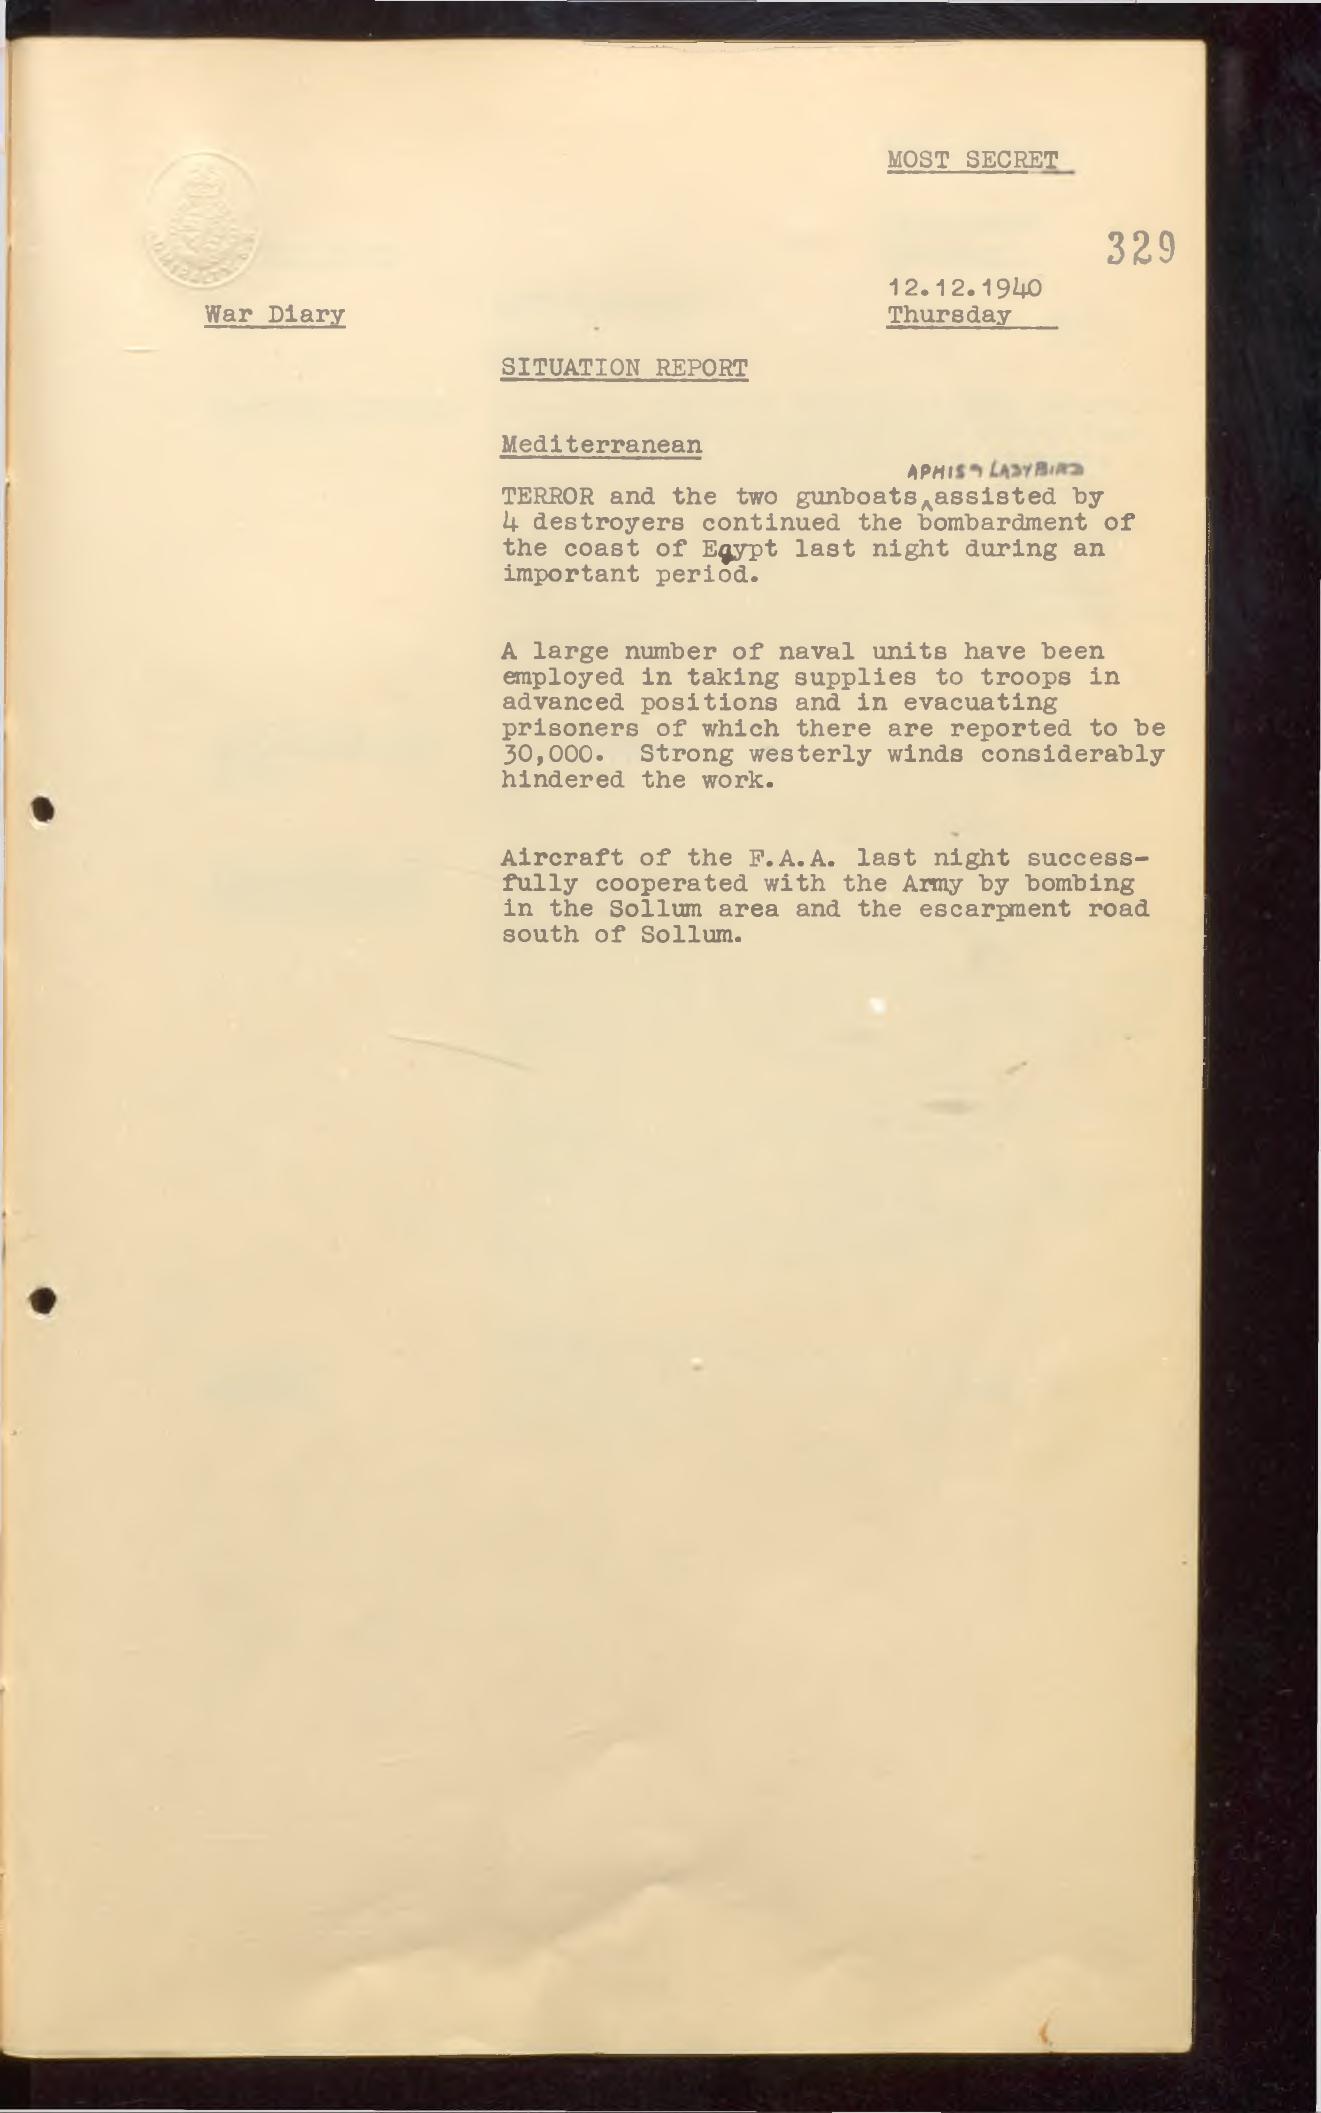 MOST SECRET
329
12.12.1940
War Diary
Thursday
SITUATION REPORT
Mediterranean
APHIS & LADYBIRD
TERROR and the two gunboats‸assisted by
4 destroyers continued the bombardment of
the coast of Egypt last night during an
important period.
A large number of naval units have been
employed in taking supplies to troops in
advanced positions and in evacuating
prisoners of which there are reported to be
30,000. Strong westerly winds considerably
hindered the work.
Aircraft of the F.A.A. last night success-
fully cooperated with the Army by bombing
in the Sollum area and the escarpment road
south of Sollum.